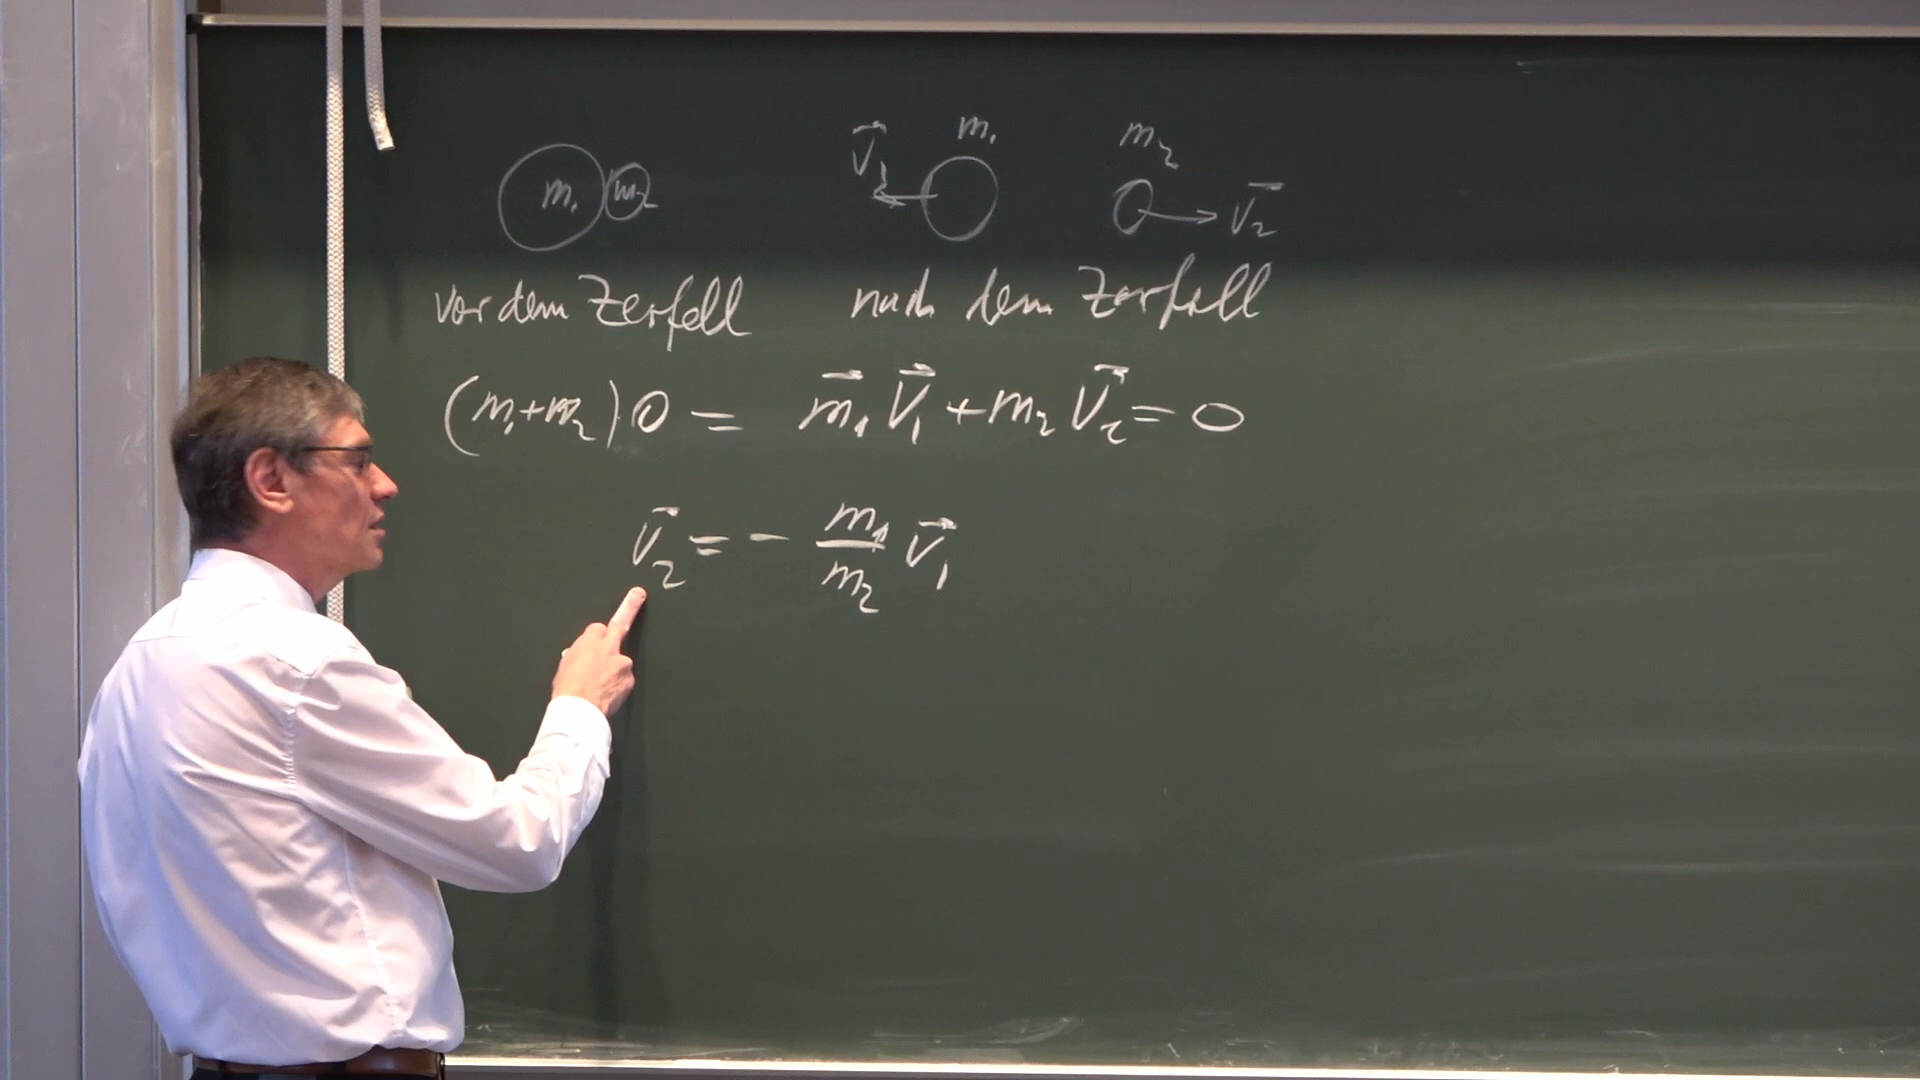 m₁ m₂ v⃗₁ m₁ m₂ v⃗₂
vor dem Zerfall nach dem Zerfall
(m₁+m₂) 0 = m⃗₁ v⃗₁ + m₂ v⃗₂ = 0
v⃗₂ = - m₁/m₂ v⃗₁